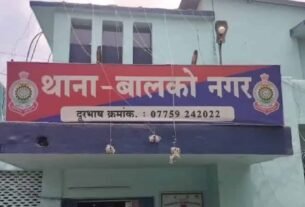 थाना-बालको नगर
दूरभाष क्रमांक. : 07759 242022